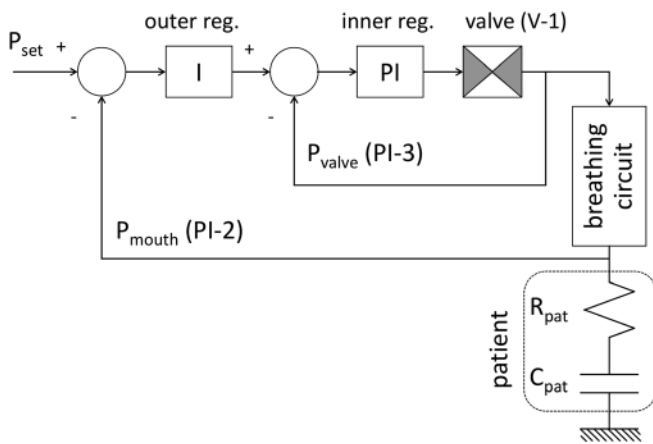 outer reg.
inner reg.
valve (V-1)
P_set
+
-
I
+
-
PI
P_valve (PI-3)
P_mouth (PI-2)
breathing
circuit
patient
R_pat
C_pat